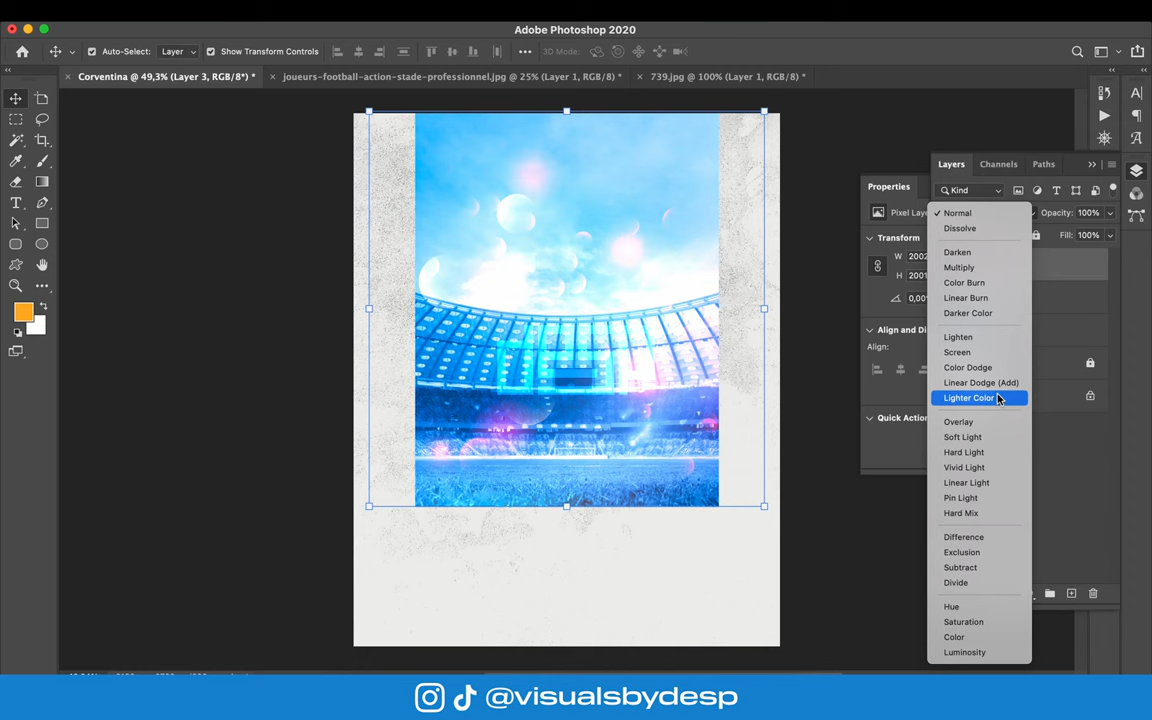 Adobe Photoshop 2020
Auto-Select: Layer Show Transform Controls 3D Mode:
Corventina @ 49,3% (Layer 3, RGB/8*) * joueurs-football-action-stade-professionnel.jpg @ 25% (Layer 1, RGB/8) * 739.jpg @ 100% (Layer 1, RGB/8) *
Layers Channels Paths
Properties
Kind
Pixel Laye
Opacity: 100%
Fill: 100%
Transform
W 2002
H 2001
0,00
Align and Di
Align:
Quick Action
Normal
Dissolve
Darken
Multiply
Color Burn
Linear Burn
Darker Color
Lighten
Screen
Color Dodge
Linear Dodge (Add)
Lighter Color
Overlay
Soft Light
Hard Light
Vivid Light
Linear Light
Pin Light
Hard Mix
Difference
Exclusion
Subtract
Divide
Hue
Saturation
Color
Luminosity
@visualsbydesp